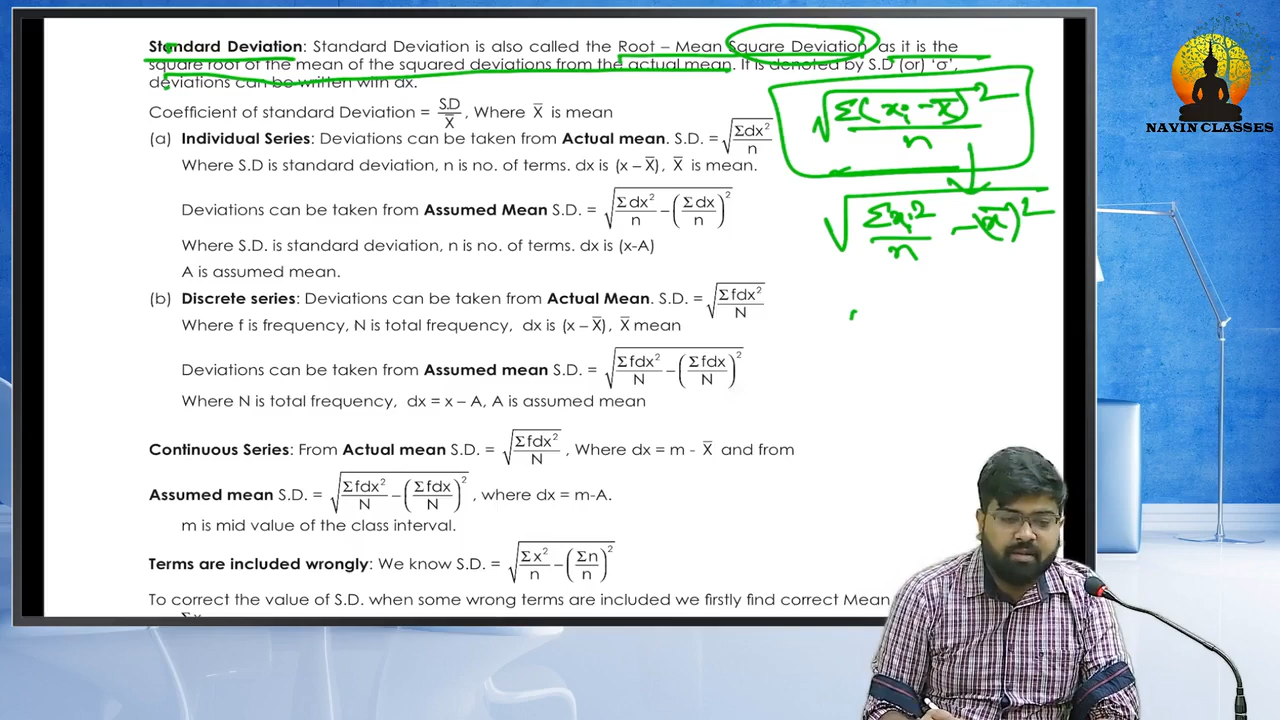 Standard Deviation: Standard Deviation is also called the Root – Mean Square Deviation, as it is the
square root of the mean of the squared deviations from the actual mean. It is denoted by S.D (or) ‘σ’,
deviations can be written with dx.
Coefficient of standard Deviation = S.D / X̅, Where X̅ is mean
(a) Individual Series: Deviations can be taken from Actual mean. S.D. = √(Σdx² / n)
Where S.D is standard deviation, n is no. of terms. dx is (x – X̅), X̅ is mean.
Deviations can be taken from Assumed Mean S.D. = √(Σdx² / n – (Σdx / n)²)
Where S.D. is standard deviation, n is no. of terms. dx is (x-A)
A is assumed mean.
(b) Discrete series: Deviations can be taken from Actual Mean. S.D. = √(Σfdx² / N)
Where f is frequency, N is total frequency, dx is (x – X̅), X̅ mean
Deviations can be taken from Assumed mean S.D. = √(Σfdx² / N – (Σfdx / N)²)
Where N is total frequency, dx = x – A, A is assumed mean
Continuous Series: From Actual mean S.D. = √(Σfdx² / N), Where dx = m - X̅ and from
Assumed mean S.D. = √(Σfdx² / N – (Σfdx / N)²), where dx = m-A.
m is mid value of the class interval.
Terms are included wrongly: We know S.D. = √(Σx² / n – (Σn / n)²)
To correct the value of S.D. when some wrong terms are included we firstly find correct Mean
Σx
√(Σ(xi - x̅)² / n)
√(Σxi² / n - (x̅)²)
NAVIN CLASSES